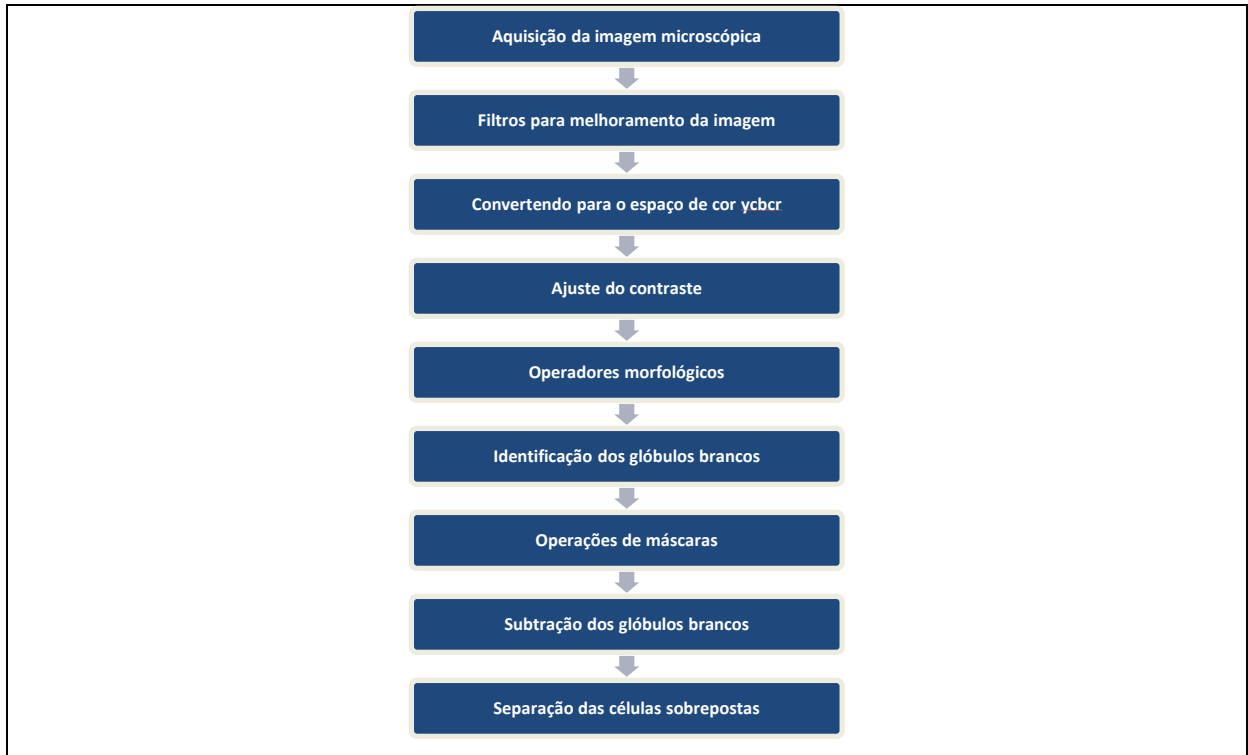 Aquisição da imagem microscópica
Filtros para melhoramento da imagem
Convertendo para o espaço de cor ycbcr
Ajuste do contraste
Operadores morfológicos
Identificação dos glóbulos brancos
Operações de máscaras
Subtração dos glóbulos brancos
Separação das células sobrepostas